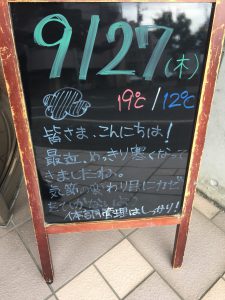 9/27(木)
19℃/12℃
皆さま、こんにちは！
最近、めっきり寒くなって
きましたね。
気節の変わり目にカゼ
体調管理はしっかり！